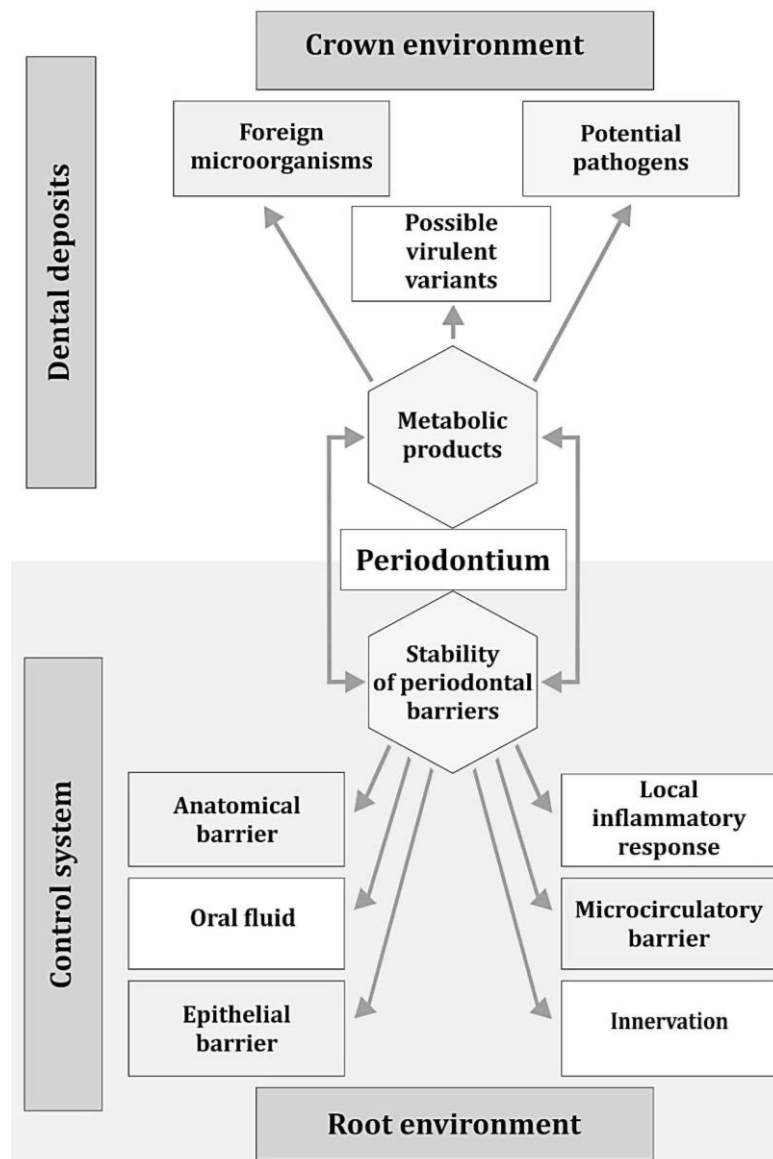 Crown environment
Dental deposits
Foreign
microorganisms
Potential
pathogens
Possible
virulent
variants
Metabolic
products
Periodontium
Stability
of periodontal
barriers
Control system
Anatomical
barrier
Local
inflammatory
response
Oral fluid
Microcirculatory
barrier
Epithelial
barrier
Innervation
Root environment